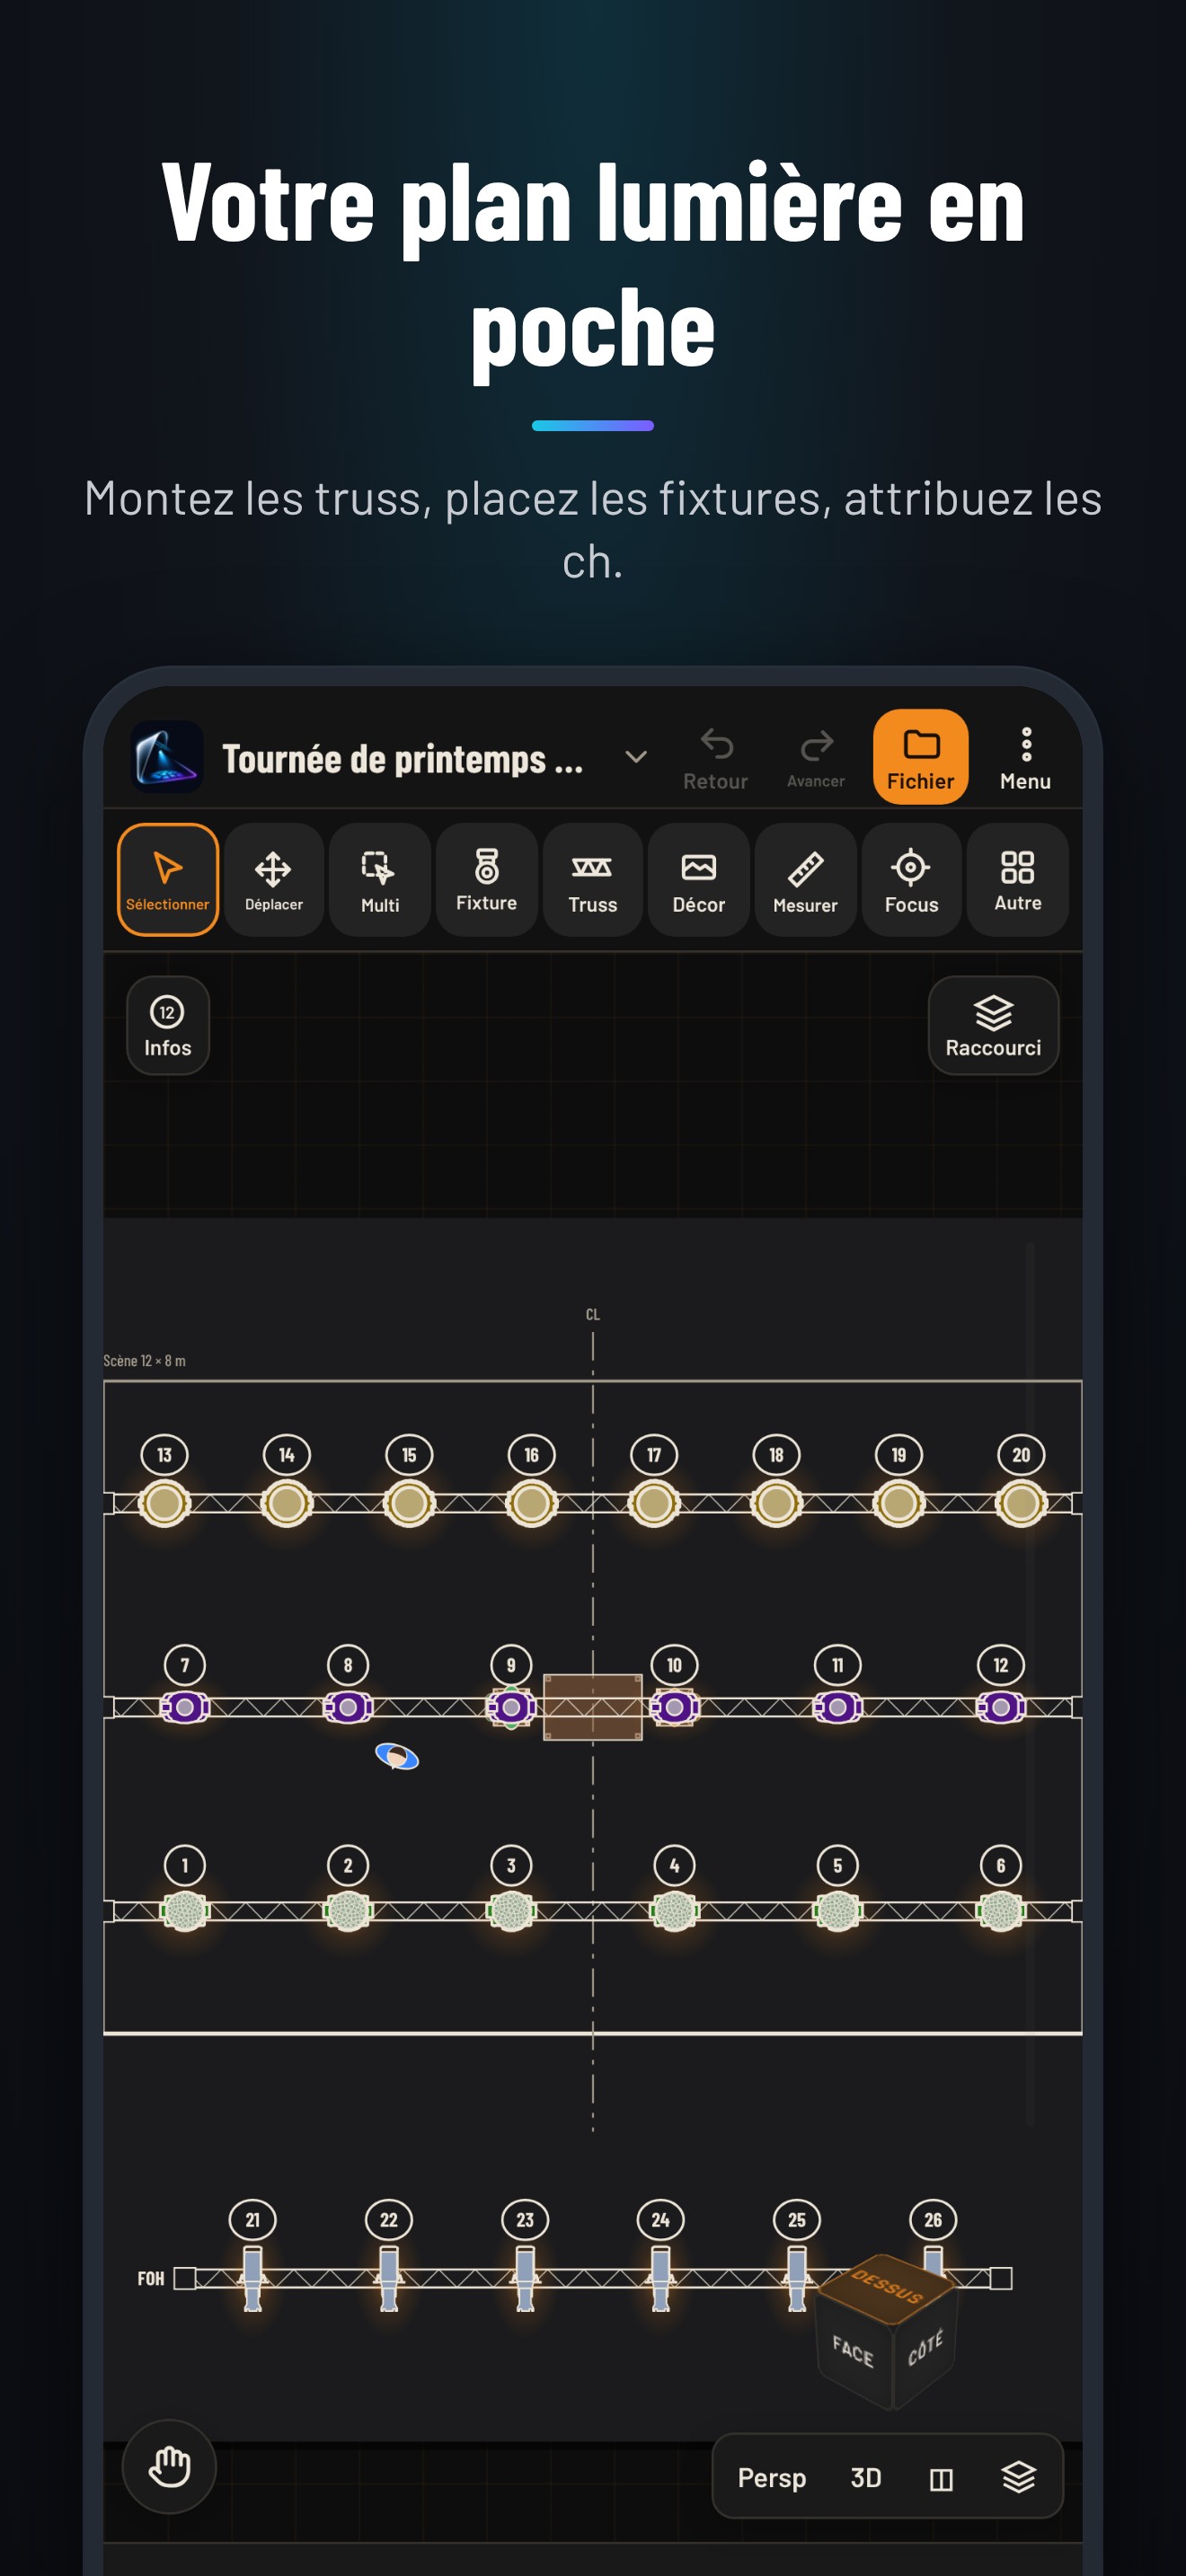 Votre plan lumière en
poche
Montez les truss, placez les fixtures, attribuez les
ch.
Tournée de printemps ...
Retour
Avancer
Fichier
Menu
Sélectionner
Déplacer
Multi
Fixture
Truss
Décor
Mesurer
Focus
Autre
12
Infos
Raccourci
CL
Scène 12 × 8 m
13 14 15 16 17 18 19 20
7 8 9 10 11 12
1 2 3 4 5 6
21 22 23 24 25 26
FOH
DESSUS
FACE
CÔTÉ
Persp
3D